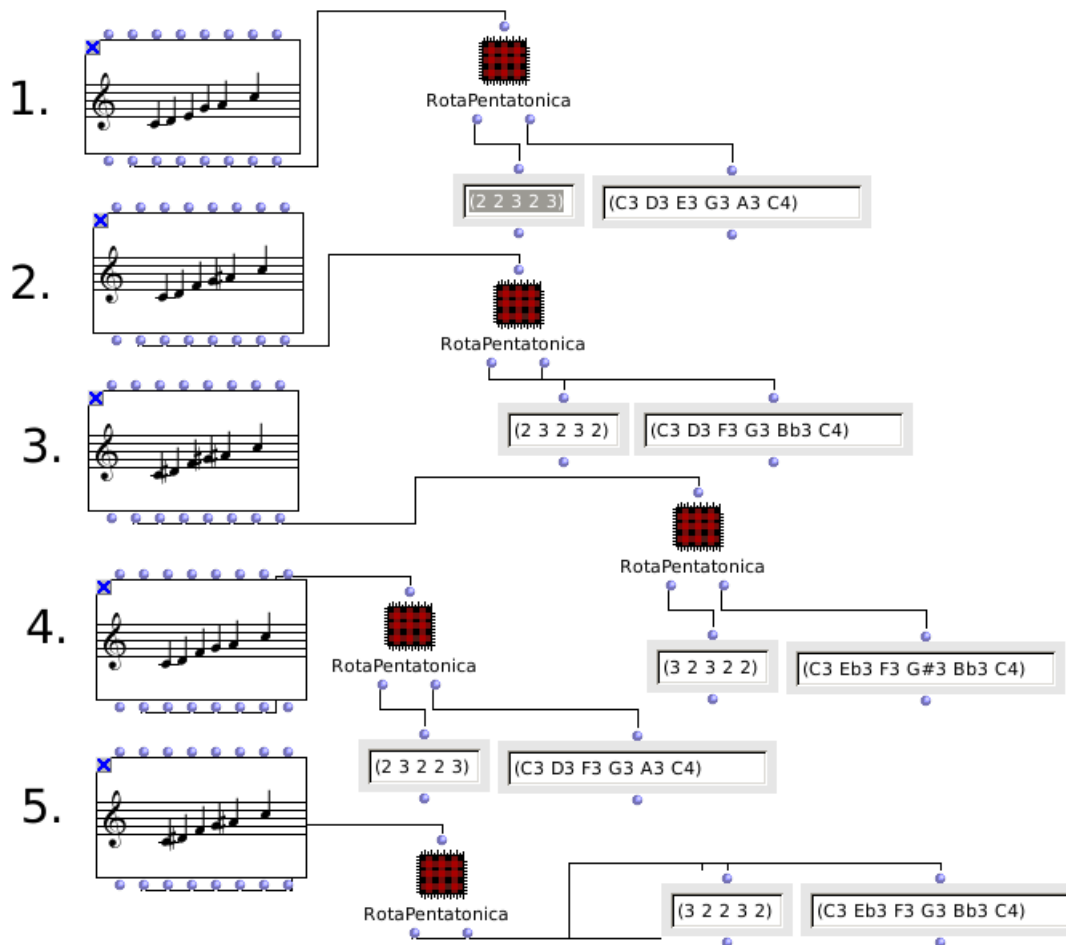 1.
RotaPentatonica
(2 2 3 2 3)
(C3 D3 E3 G3 A3 C4)
2.
RotaPentatonica
(2 3 2 3 2)
(C3 D3 F3 G3 Bb3 C4)
3.
RotaPentatonica
(3 2 3 2 2)
(C3 Eb3 F3 G#3 Bb3 C4)
4.
RotaPentatonica
(2 3 2 2 3)
(C3 D3 F3 G3 A3 C4)
5.
RotaPentatonica
(3 2 2 3 2)
(C3 Eb3 F3 G3 Bb3 C4)